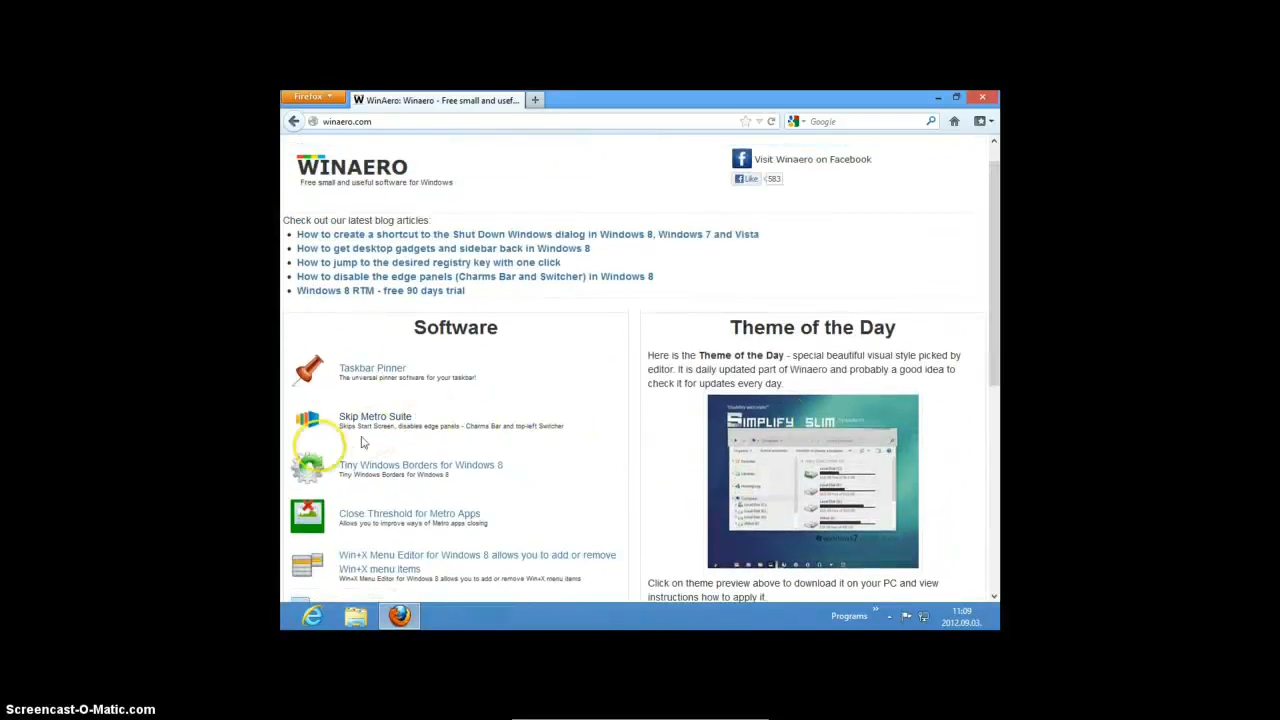 Firefox
WinAero: Winaero - Free small and usef...
winaero.com
Google
WINAERO
Free small and useful software for Windows
Visit Winaero on Facebook
Like
583
Check out our latest blog articles:
How to create a shortcut to the Shut Down Windows dialog in Windows 8, Windows 7 and Vista
How to get desktop gadgets and sidebar back in Windows 8
How to jump to the desired registry key with one click
How to disable the edge panels (Charms Bar and Switcher) in Windows 8
Windows 8 RTM - free 90 days trial
Software
Taskbar Pinner
The unversal pinner software for your taskbar!
Skip Metro Suite
Skips Start Screen, disables edge panels - Charms Bar and top-left Switcher
Tiny Windows Borders for Windows 8
Tiny Windows Borders for Windows 8
Close Threshold for Metro Apps
Allows you to improve ways of Metro apps closing
Win+X Menu Editor for Windows 8 allows you to add or remove
Win+X menu items
Win+X Menu Editor for Windows 8 allows you to add or remove Win+X menu items
Theme of the Day
Here is the Theme of the Day - special beautiful visual style picked by
editor. It is daily updated part of Winaero and probably a good idea to
check it for updates every day.
SIMPLIFY SLIM
Click on theme preview above to download it on your PC and view
instructions how to apply it.
Programs
11:09
2012.09.03.
Screencast-O-Matic.com